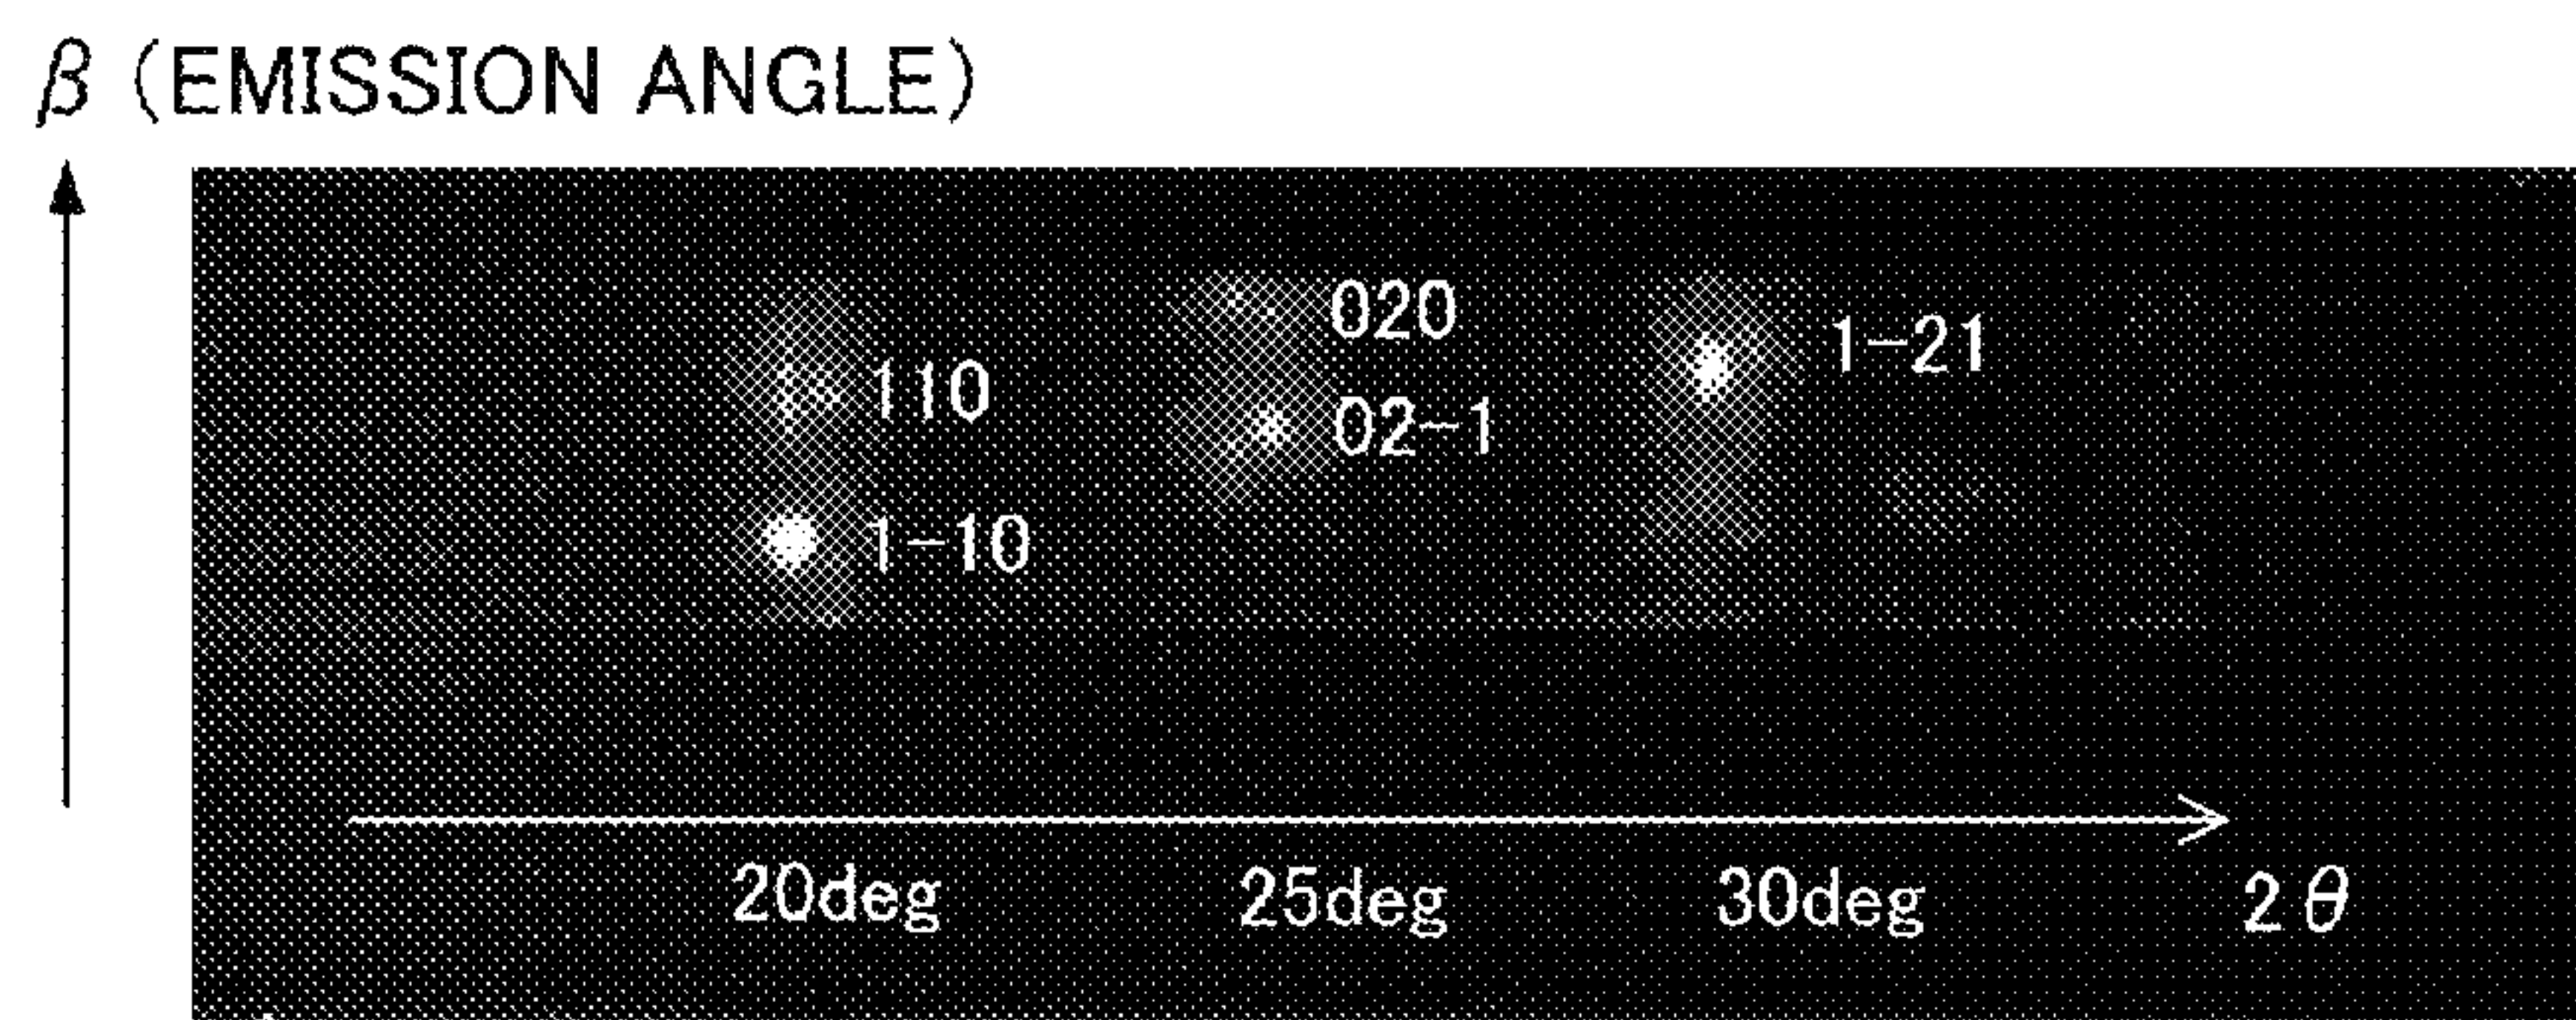 β (EMISSION ANGLE)
020
1-21
110
02-1
1-10
20deg 25deg 30deg 2θ